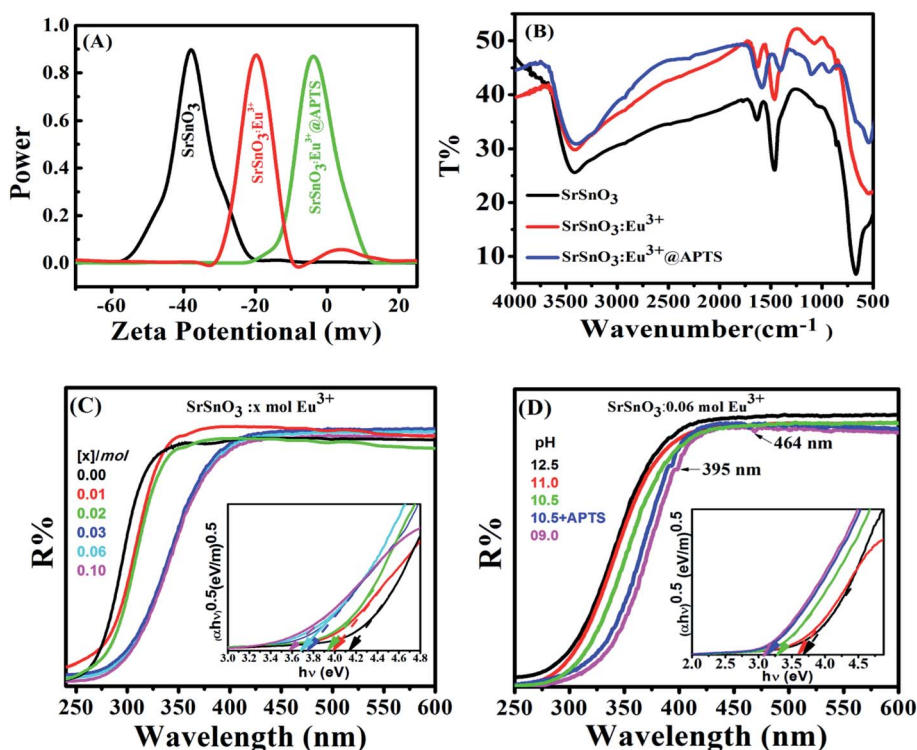 (A)
SrSnO3
SrSnO3:Eu3+
SrSnO3:Eu3+@APTS
Power
1.0
0.8
0.6
0.4
0.2
0.0
-60 -40 -20 0 20
Zeta Potentional (mv)
(B)
T%
50
40
30
20
10
SrSnO3
SrSnO3:Eu3+
SrSnO3:Eu3+@APTS
4000 3500 3000 2500 2000 1500 1000 500
Wavenumber(cm-1)
(C)
SrSnO3 :x mol Eu3+
[x]/mol
0.00
0.01
0.02
0.03
0.06
0.10
R%
(αhν)0.5(eV/m)0.5
3.0 3.2 3.4 3.6 3.8 4.0 4.2 4.4 4.6 4.8
hν (eV)
250 300 350 400 450 500 550 600
Wavelength (nm)
(D)
SrSnO3:0.06 mol Eu3+
pH
12.5
11.0
10.5
10.5+APTS
09.0
464 nm
395 nm
R%
(αhν)0.5 (eV/m)0.5
2.0 2.5 3.0 3.5 4.0 4.5
hν (eV)
250 300 350 400 450 500 550 600
Wavelength (nm)